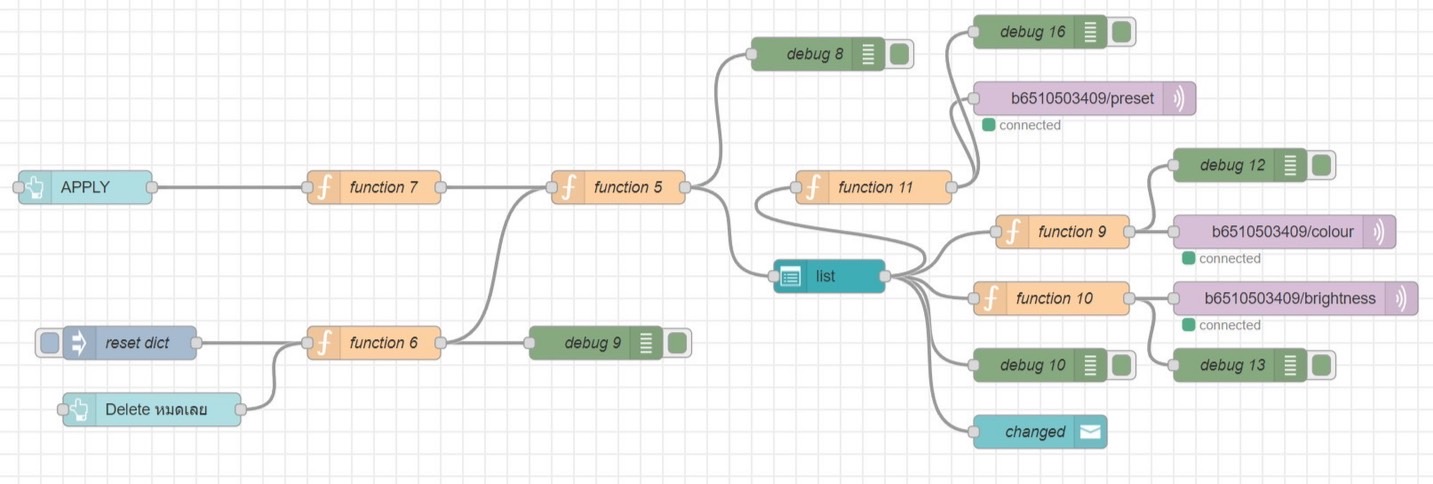 debug 16
debug 8
b6510503409/preset
connected
debug 12
APPLY
function 7
function 5
function 11
function 9
b6510503409/colour
connected
list
function 10
b6510503409/brightness
connected
reset dict
function 6
debug 9
debug 10
debug 13
Delete หมดเลย
changed